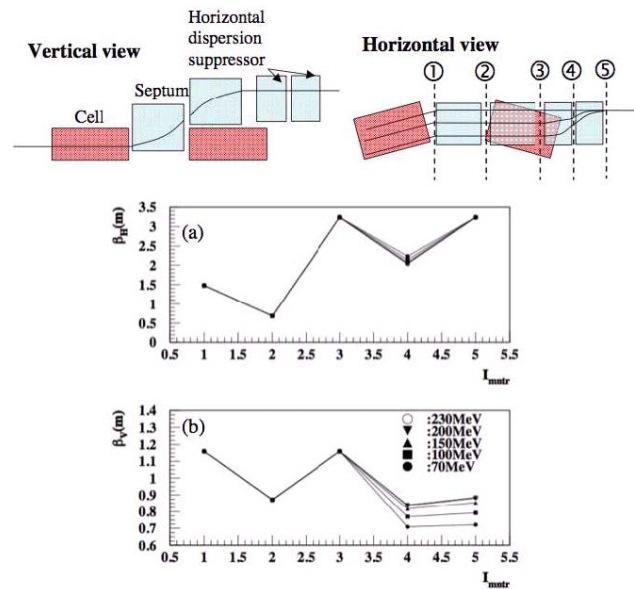 Vertical view
Horizontal
dispersion
suppressor
Septum
Cell
Horizontal view
① ② ③ ④ ⑤
β_H(m)
3.5
3
2.5
2
1.5
1
0.5
0
(a)
0.5 1 1.5 2 2.5 3 3.5 4 4.5 5 5.5
I_mntr
β_V(m)
1.4
1.3
1.2
1.1
1
0.9
0.8
0.7
0.6
(b)
:230MeV
:200MeV
:150MeV
:100MeV
:70MeV
0.5 1 1.5 2 2.5 3 3.5 4 4.5 5 5.5
I_mntr